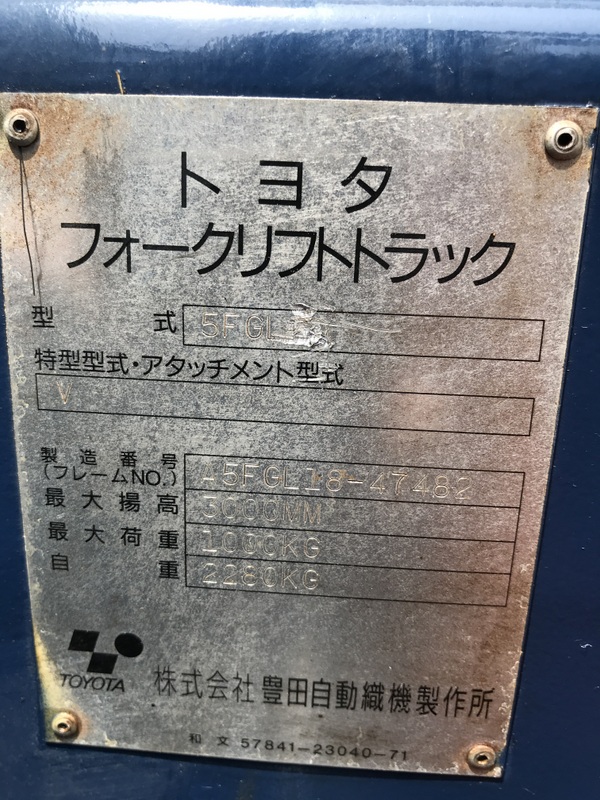 トヨタ
フォークリフトトラック
型式 5FGL
特型型式・アタッチメント型式
V
製造番号
(フレームNO.) A5FGL18-47482
最大揚高 3000MM
最大荷重 1000KG
自重 2280KG
TOYOTA 株式会社 豊田自動織機製作所
和文 57841-23040-71